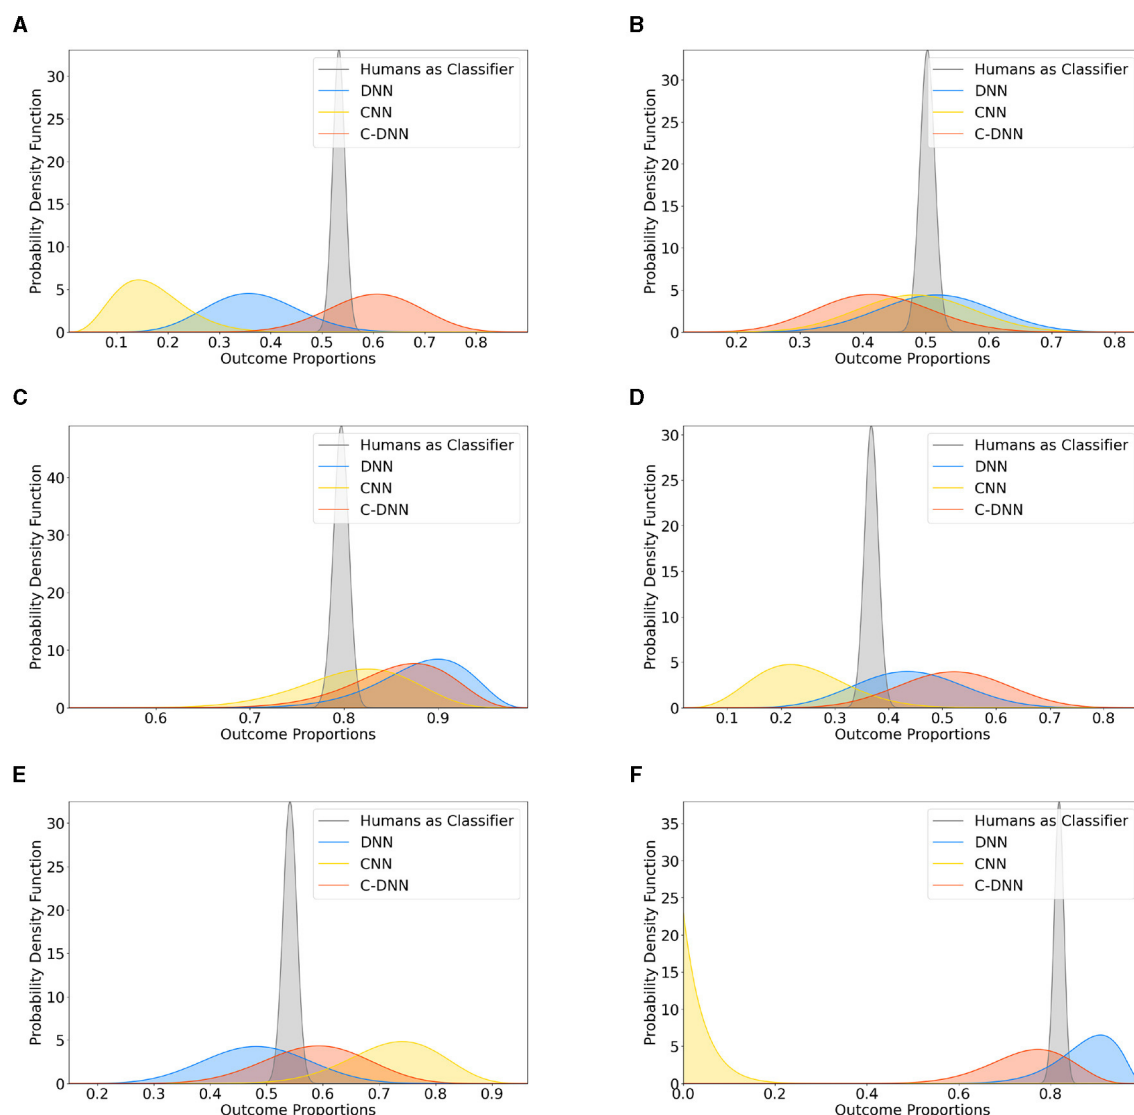 A
Probability Density Function
30
25
20
15
10
5
0
Humans as Classifier
DNN
CNN
C-DNN
0.1 0.2 0.3 0.4 0.5 0.6 0.7 0.8
Outcome Proportions
B
Probability Density Function
30
25
20
15
10
5
0
Humans as Classifier
DNN
CNN
C-DNN
0.2 0.3 0.4 0.5 0.6 0.7 0.8
Outcome Proportions
C
Probability Density Function
40
30
20
10
0
Humans as Classifier
DNN
CNN
C-DNN
0.6 0.7 0.8 0.9
Outcome Proportions
D
Probability Density Function
30
25
20
15
10
5
0
Humans as Classifier
DNN
CNN
C-DNN
0.1 0.2 0.3 0.4 0.5 0.6 0.7 0.8
Outcome Proportions
E
Probability Density Function
30
25
20
15
10
5
0
Humans as Classifier
DNN
CNN
C-DNN
0.2 0.3 0.4 0.5 0.6 0.7 0.8 0.9
Outcome Proportions
F
Probability Density Function
35
30
25
20
15
10
5
0
Humans as Classifier
DNN
CNN
C-DNN
0.0 0.2 0.4 0.6 0.8
Outcome Proportions